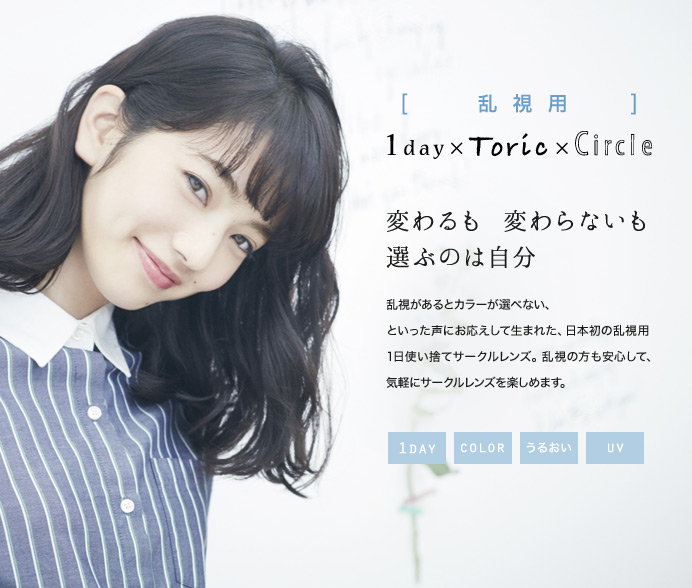 [ 乱視用 ]
1day×Toric×Circle
変わるも 変わらないも
選ぶのは自分
乱視があるとカラーが選べない、
といった声にお応えして生まれた、日本初の乱視用
1日使い捨てサークルレンズ。乱視の方も安心して、
気軽にサークルレンズを楽しめます。
1DAY COLOR うるおい UV